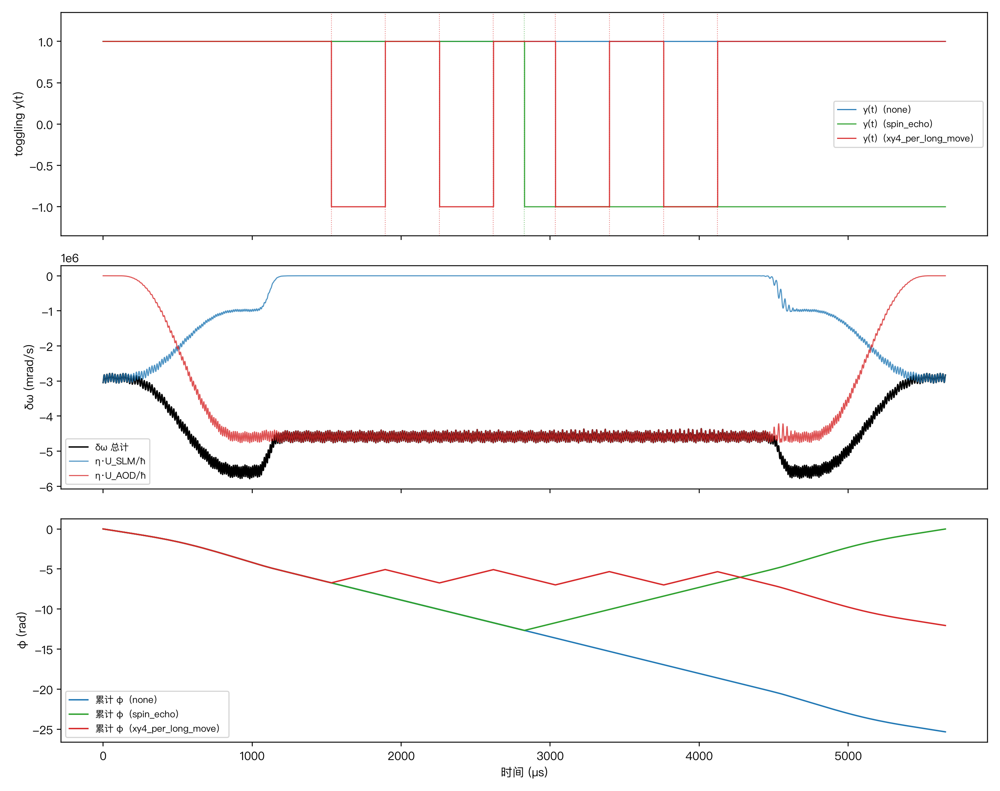 toggling y(t)
1.0
0.5
0.0
−0.5
−1.0
y(t) (none)
y(t) (spin_echo)
y(t) (xy4_per_long_move)
1e6
δω (mrad/s)
0
−1
−2
−3
−4
−5
−6
δω 总计
η·U_SLM/ħ
η·U_AOD/ħ
ϕ (rad)
0
−5
−10
−15
−20
−25
累计 ϕ (none)
累计 ϕ (spin_echo)
累计 ϕ (xy4_per_long_move)
0 1000 2000 3000 4000 5000
时间 (μs)